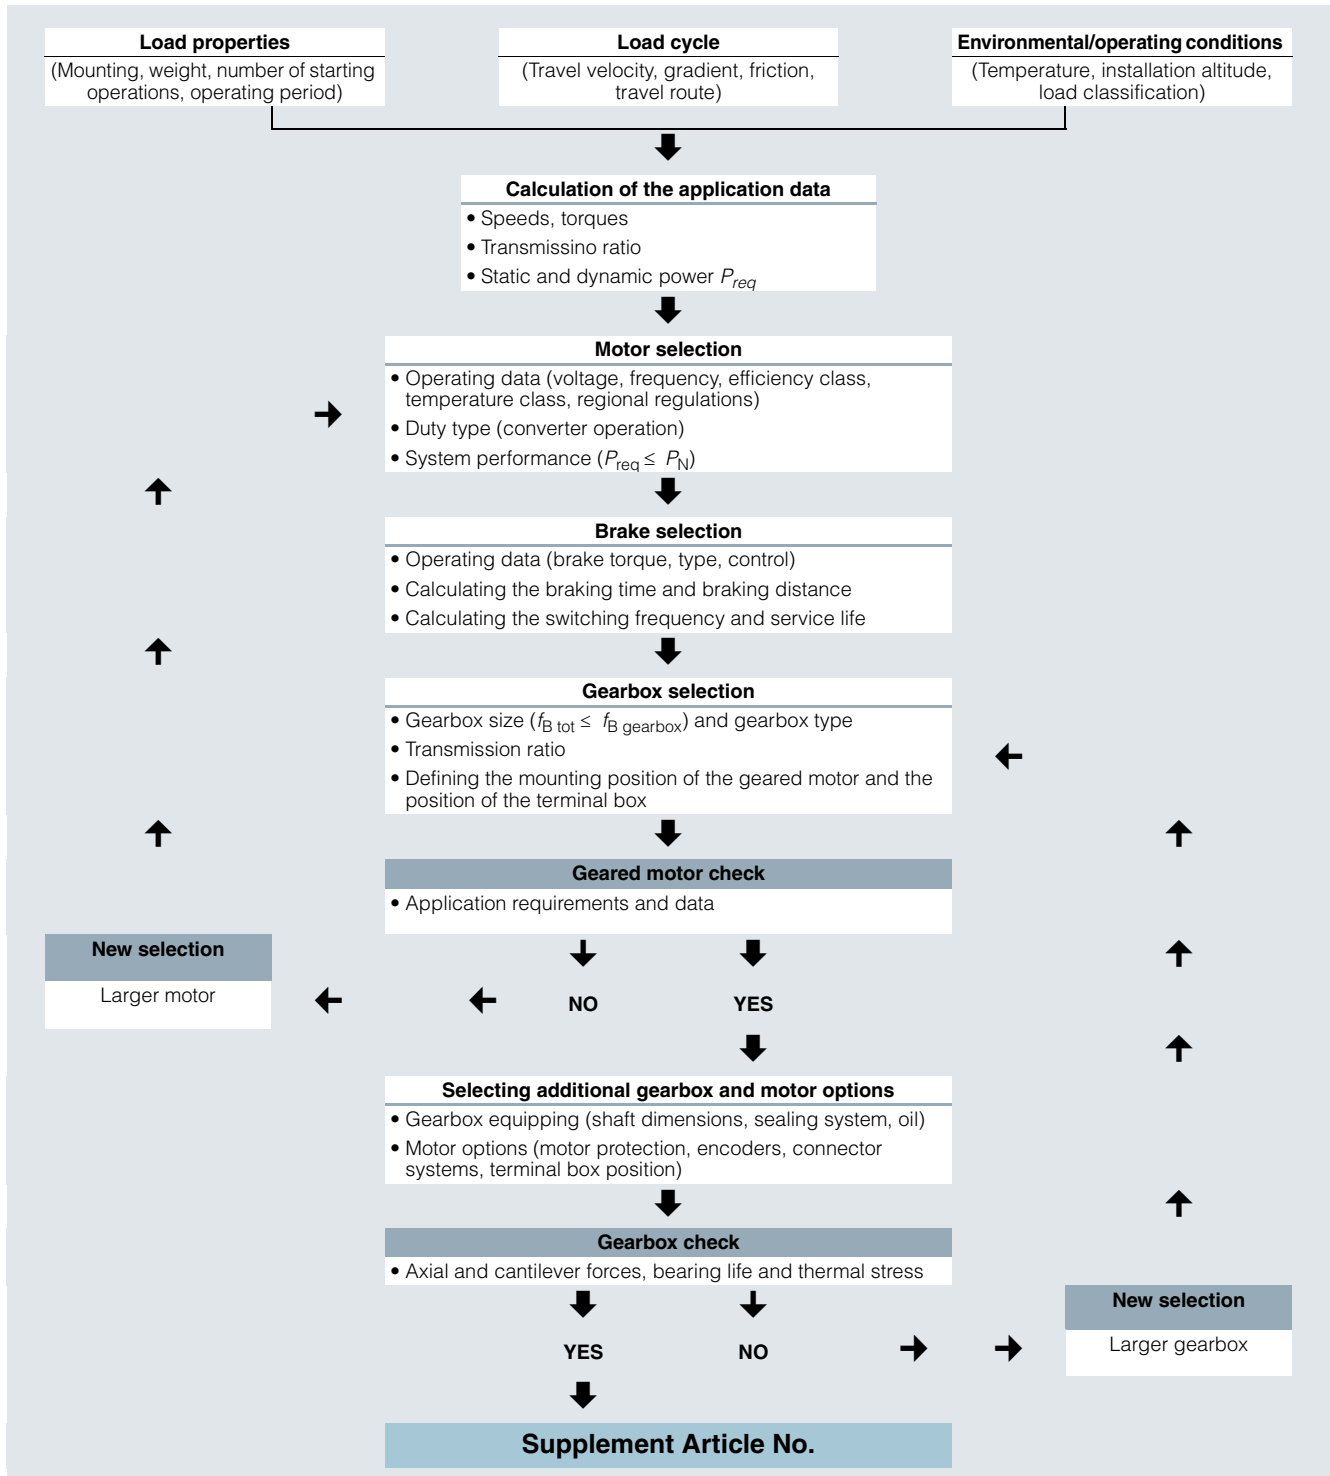 Load properties
(Mounting, weight, number of starting
operations, operating period)
Load cycle
(Travel velocity, gradient, friction,
travel route)
Environmental/operating conditions
(Temperature, installation altitude,
load classification)
Calculation of the application data
• Speeds, torques
• Transmissino ratio
• Static and dynamic power Preq
Motor selection
• Operating data (voltage, frequency, efficiency class,
temperature class, regional regulations)
• Duty type (converter operation)
• System performance (Preq ≤ PN)
Brake selection
• Operating data (brake torque, type, control)
• Calculating the braking time and braking distance
• Calculating the switching frequency and service life
Gearbox selection
• Gearbox size (fB tot ≤ fB gearbox) and gearbox type
• Transmission ratio
• Defining the mounting position of the geared motor and the
position of the terminal box
Geared motor check
• Application requirements and data
New selection
Larger motor
NO
YES
Selecting additional gearbox and motor options
• Gearbox equipping (shaft dimensions, sealing system, oil)
• Motor options (motor protection, encoders, connector
systems, terminal box position)
Gearbox check
• Axial and cantilever forces, bearing life and thermal stress
YES
NO
New selection
Larger gearbox
Supplement Article No.